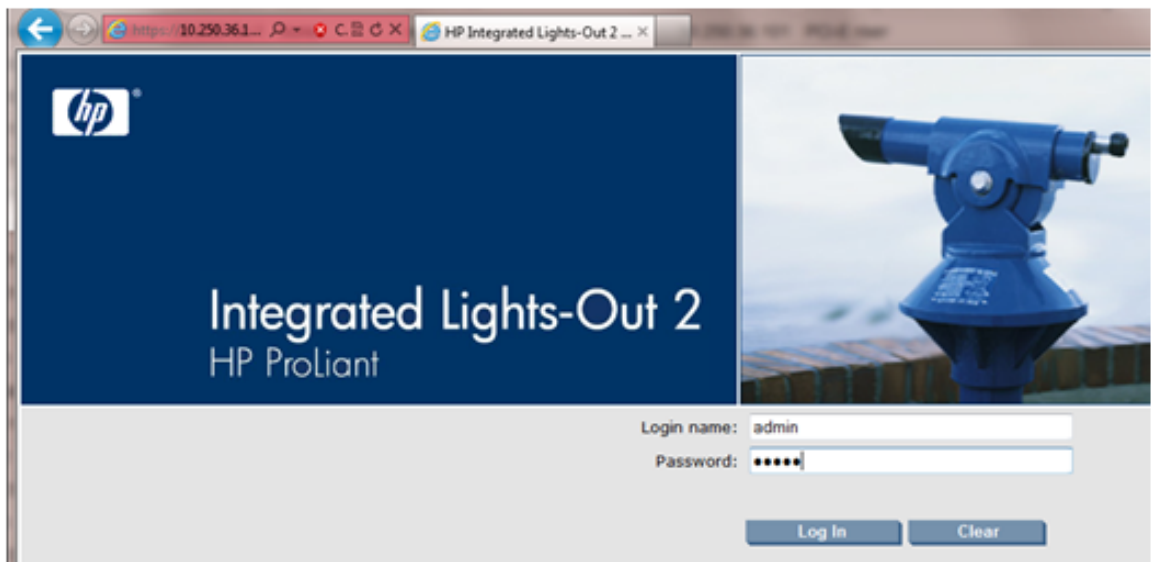 https://10.250.36.1...
HP Integrated Lights-Out 2 ...
hp
Integrated Lights-Out 2
HP ProLiant
Login name: admin
Password: •••••
Log In Clear